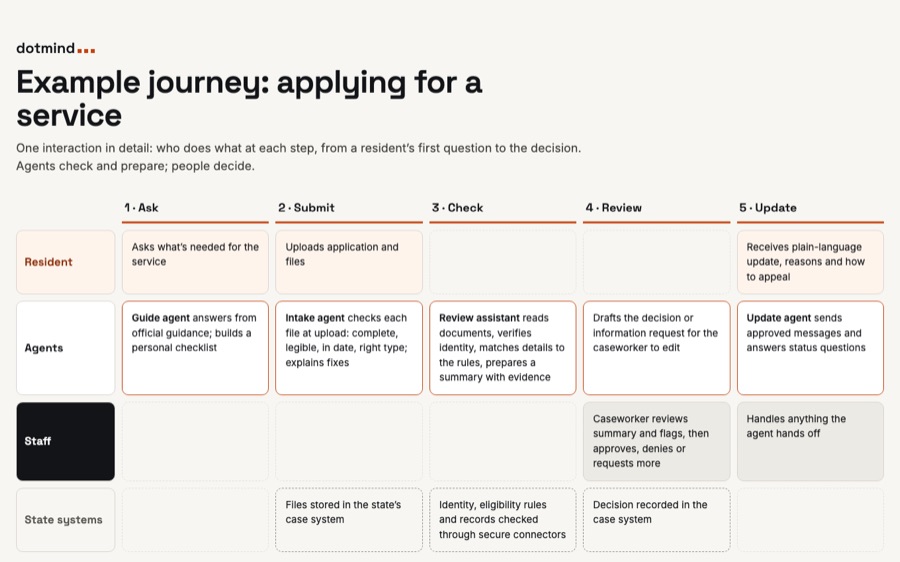 dotmind
Example journey: applying for a
service
One interaction in detail: who does what at each step, from a resident's first question to the decision.
Agents check and prepare; people decide.
1 · Ask
2 · Submit
3 · Check
4 · Review
5 · Update
Resident
Asks what's needed for the
service
Uploads application and
files
Receives plain-language
update, reasons and how
to appeal
Agents
Guide agent answers from
official guidance; builds a
personal checklist
Intake agent checks each
file at upload: complete,
legible, in date, right type;
explains fixes
Review assistant reads
documents, verifies
identity, matches details to
the rules, prepares a
summary with evidence
Drafts the decision or
information request for the
caseworker to edit
Update agent sends
approved messages and
answers status questions
Staff
Caseworker reviews
summary and flags, then
approves, denies or
requests more
Handles anything the
agent hands off
State systems
Files stored in the state's
case system
Identity, eligibility rules
and records checked
through secure connectors
Decision recorded in the
case system